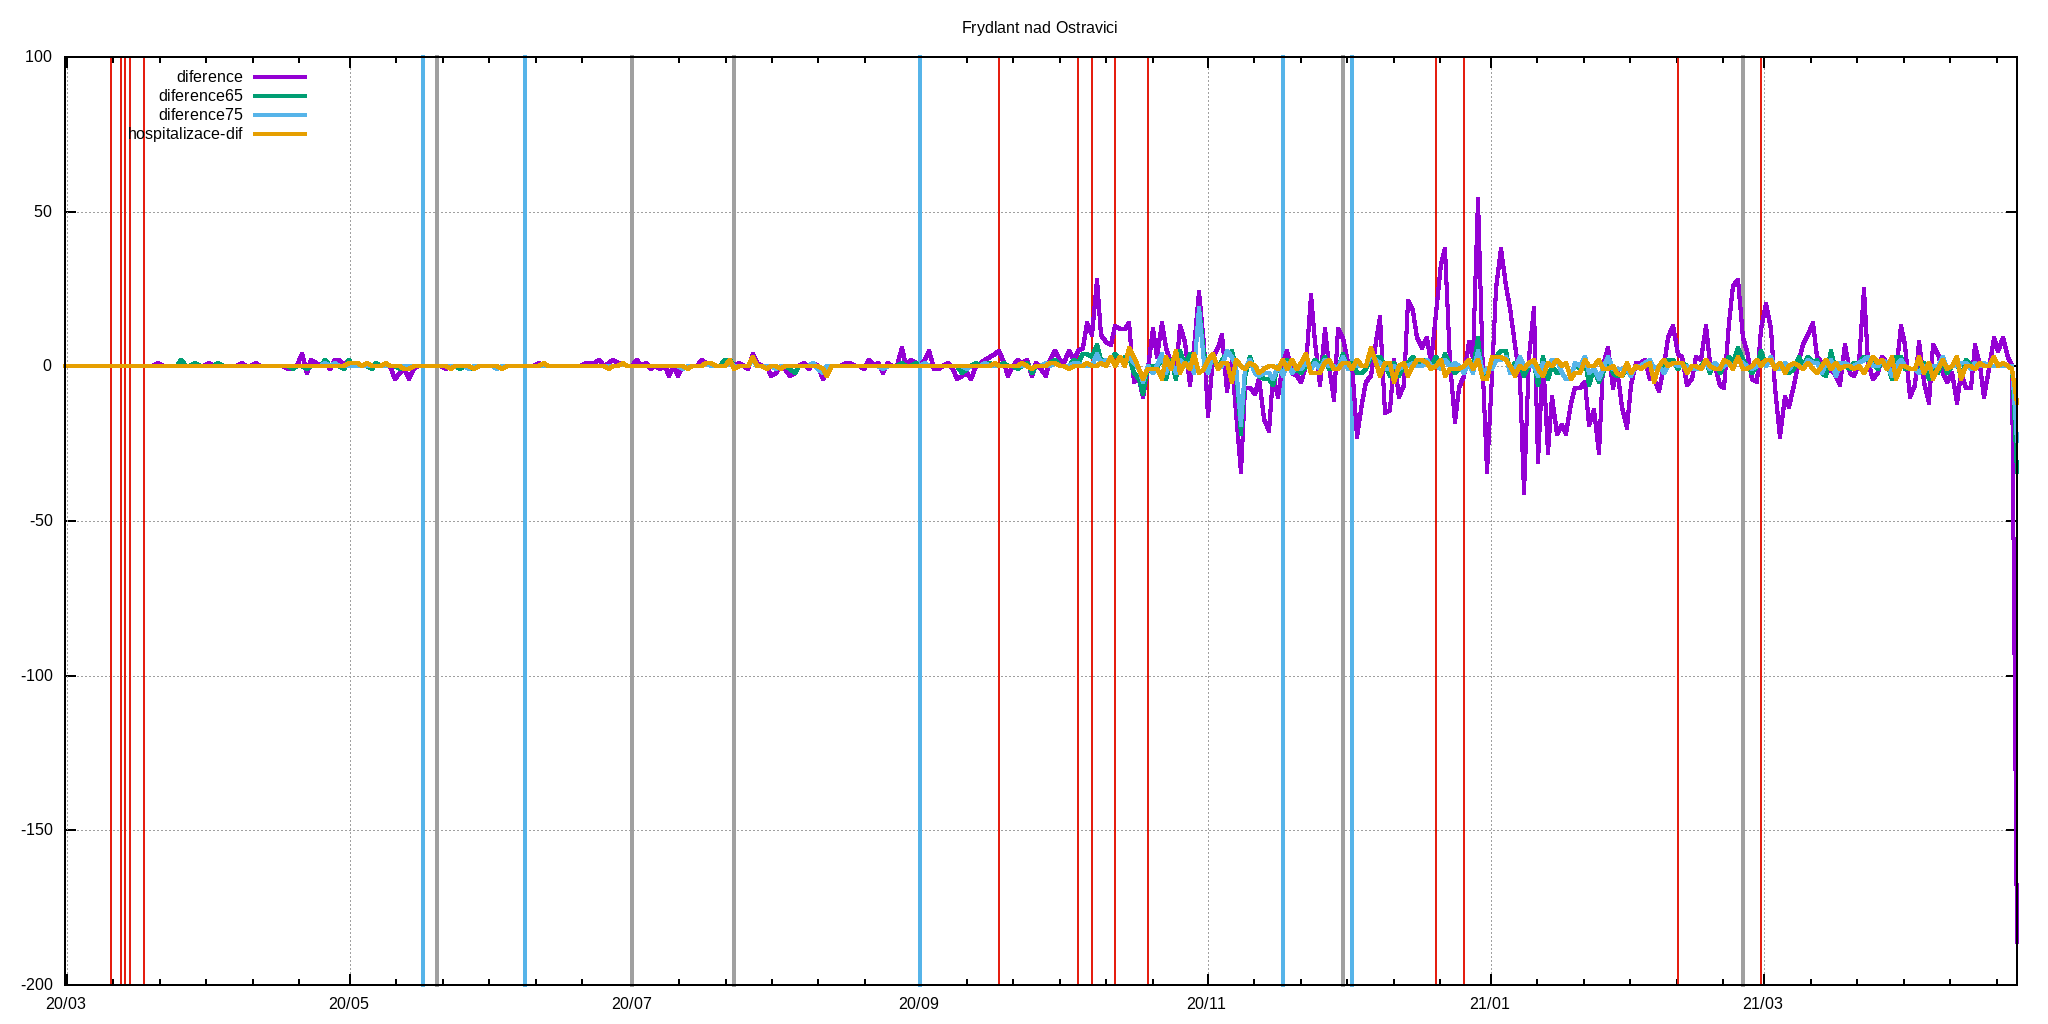 Frydlant nad Ostravici
100
diference
diference65
diference75
hospitalizace-dif
50
0
-50
-100
-150
-200
20/03 20/05 20/07 20/09 20/11 21/01 21/03